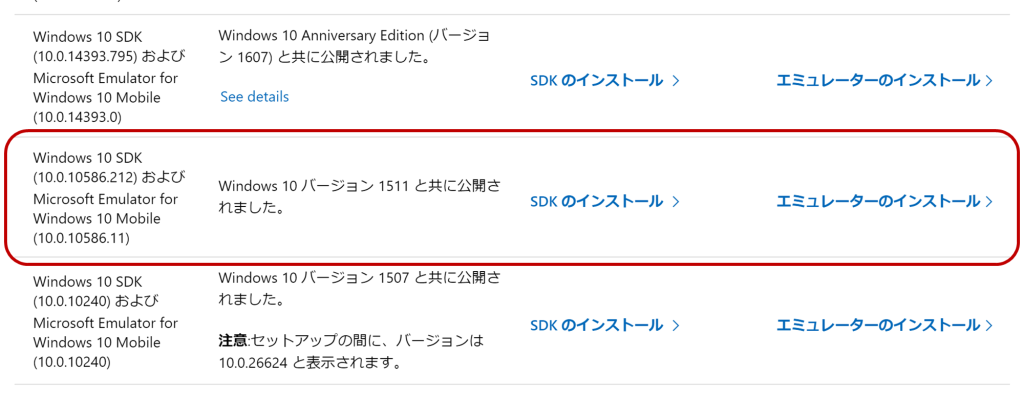 Windows 10 SDK
(10.0.14393.795) および
Microsoft Emulator for
Windows 10 Mobile
(10.0.14393.0)
Windows 10 Anniversary Edition (バージョ
ン 1607) と共に公開されました。
See details
SDK のインストール
エミュレーターのインストール
Windows 10 SDK
(10.0.10586.212) および
Microsoft Emulator for
Windows 10 Mobile
(10.0.10586.11)
Windows 10 バージョン 1511 と共に公開さ
れました。
SDK のインストール
エミュレーターのインストール
Windows 10 SDK
(10.0.10240) および
Microsoft Emulator for
Windows 10 Mobile
(10.0.10240)
Windows 10 バージョン 1507 と共に公開さ
れました。
注意:セットアップの間に、バージョンは
10.0.26624 と表示されます。
SDK のインストール
エミュレーターのインストール